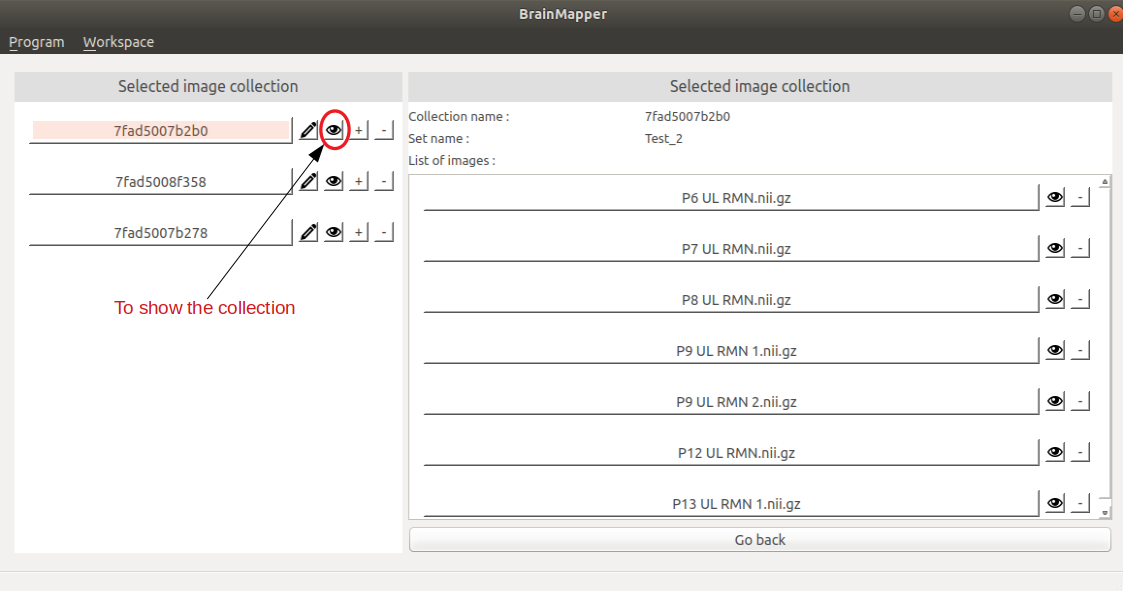 BrainMapper
Program Workspace
Selected image collection
7fad5007b2b0 + -
7fad5008f358 + -
7fad5007b278 + -
To show the collection
Selected image collection
Collection name : 7fad5007b2b0
Set name : Test_2
List of images :
P6 UL RMN.nii.gz -
P7 UL RMN.nii.gz -
P8 UL RMN.nii.gz -
P9 UL RMN 1.nii.gz -
P9 UL RMN 2.nii.gz -
P12 UL RMN.nii.gz -
P13 UL RMN 1.nii.gz -
Go back